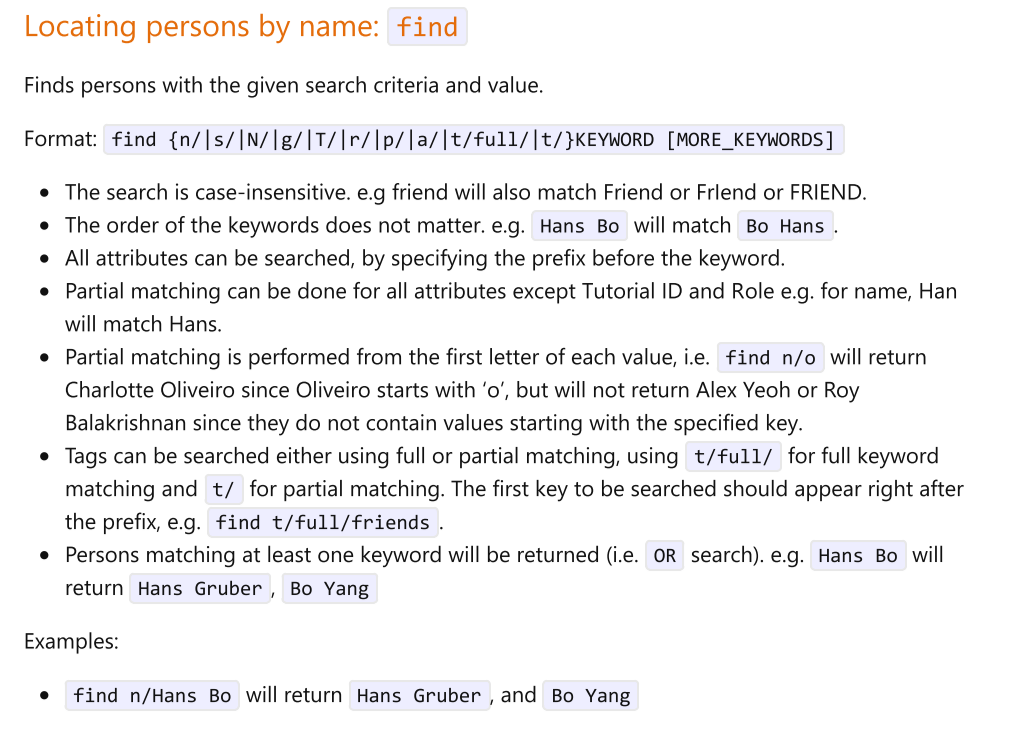 Locating persons by name: find
Finds persons with the given search criteria and value.
Format: find {n/|s/|N/|g/|T/|r/|p/|a/|t/full/|t/}KEYWORD [MORE_KEYWORDS]
• The search is case-insensitive. e.g friend will also match Friend or FrIend or FRIEND.
• The order of the keywords does not matter. e.g. Hans Bo will match Bo Hans.
• All attributes can be searched, by specifying the prefix before the keyword.
• Partial matching can be done for all attributes except Tutorial ID and Role e.g. for name, Han
will match Hans.
• Partial matching is performed from the first letter of each value, i.e. find n/o will return
Charlotte Oliveiro since Oliveiro starts with ‘o’, but will not return Alex Yeoh or Roy
Balakrishnan since they do not contain values starting with the specified key.
• Tags can be searched either using full or partial matching, using t/full/ for full keyword
matching and t/ for partial matching. The first key to be searched should appear right after
the prefix, e.g. find t/full/friends.
• Persons matching at least one keyword will be returned (i.e. OR search). e.g. Hans Bo will
return Hans Gruber, Bo Yang
Examples:
• find n/Hans Bo will return Hans Gruber, and Bo Yang